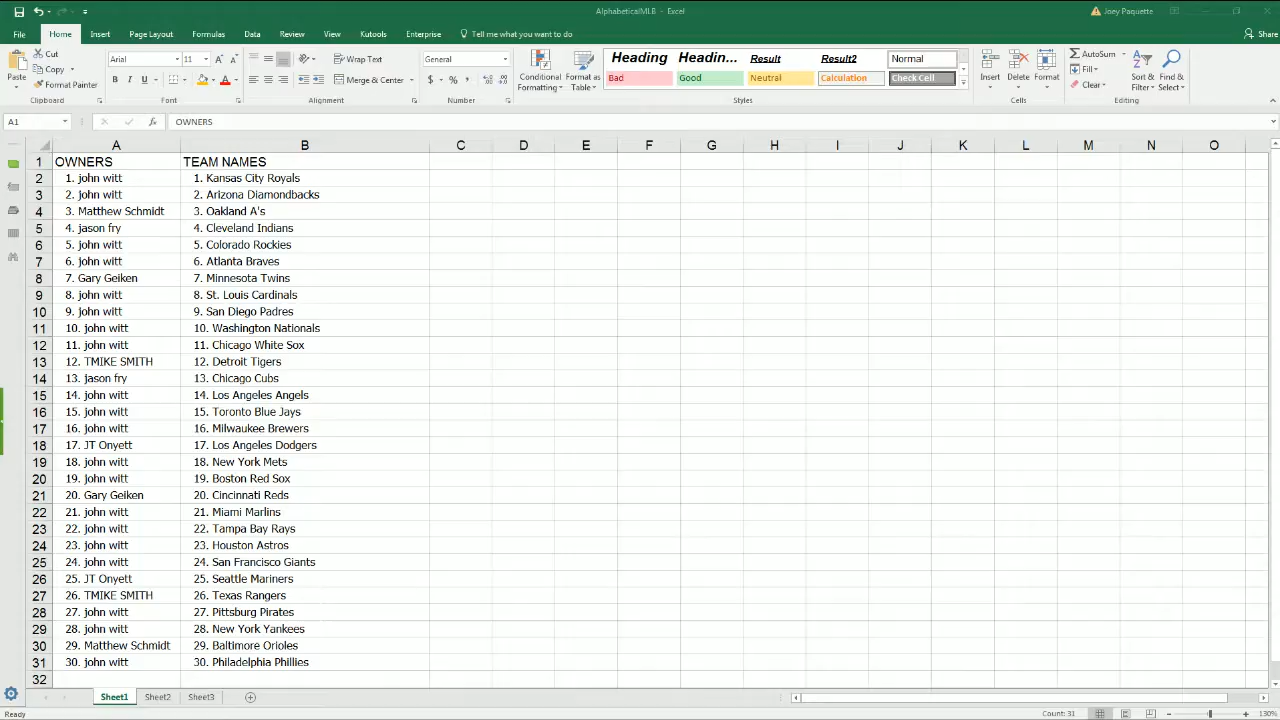 AlphabeticalMLB - Excel
Joey Paquette
File Home Insert Page Layout Formulas Data Review View Kutools Enterprise Tell me what you want to do
Share
Paste
Cut
Copy
Format Painter
Clipboard
Arial 11
B I U
Font
Wrap Text
Merge & Center
Alignment
General
$ % ,
Number
Conditional Formatting
Format as Table
Heading Headin... Result Result2 Normal
Bad Good Neutral Calculation Check Cell
Styles
Insert Delete Format
Cells
AutoSum
Fill
Clear
Sort & Filter
Find & Select
Editing
A1 fx OWNERS
A B C D E F G H I J K L M N O
1 OWNERS TEAM NAMES
2 1. john witt 1. Kansas City Royals
3 2. john witt 2. Arizona Diamondbacks
4 3. Matthew Schmidt 3. Oakland A's
5 4. jason fry 4. Cleveland Indians
6 5. john witt 5. Colorado Rockies
7 6. john witt 6. Atlanta Braves
8 7. Gary Geiken 7. Minnesota Twins
9 8. john witt 8. St. Louis Cardinals
10 9. john witt 9. San Diego Padres
11 10. john witt 10. Washington Nationals
12 11. john witt 11. Chicago White Sox
13 12. TMIKE SMITH 12. Detroit Tigers
14 13. jason fry 13. Chicago Cubs
15 14. john witt 14. Los Angeles Angels
16 15. john witt 15. Toronto Blue Jays
17 16. john witt 16. Milwaukee Brewers
18 17. JT Onyett 17. Los Angeles Dodgers
19 18. john witt 18. New York Mets
20 19. john witt 19. Boston Red Sox
21 20. Gary Geiken 20. Cincinnati Reds
22 21. john witt 21. Miami Marlins
23 22. john witt 22. Tampa Bay Rays
24 23. john witt 23. Houston Astros
25 24. john witt 24. San Francisco Giants
26 25. JT Onyett 25. Seattle Mariners
27 26. TMIKE SMITH 26. Texas Rangers
28 27. john witt 27. Pittsburg Pirates
29 28. john witt 28. New York Yankees
30 29. Matthew Schmidt 29. Baltimore Orioles
31 30. john witt 30. Philadelphia Phillies
32
Sheet1 Sheet2 Sheet3
Ready Count: 31 130%